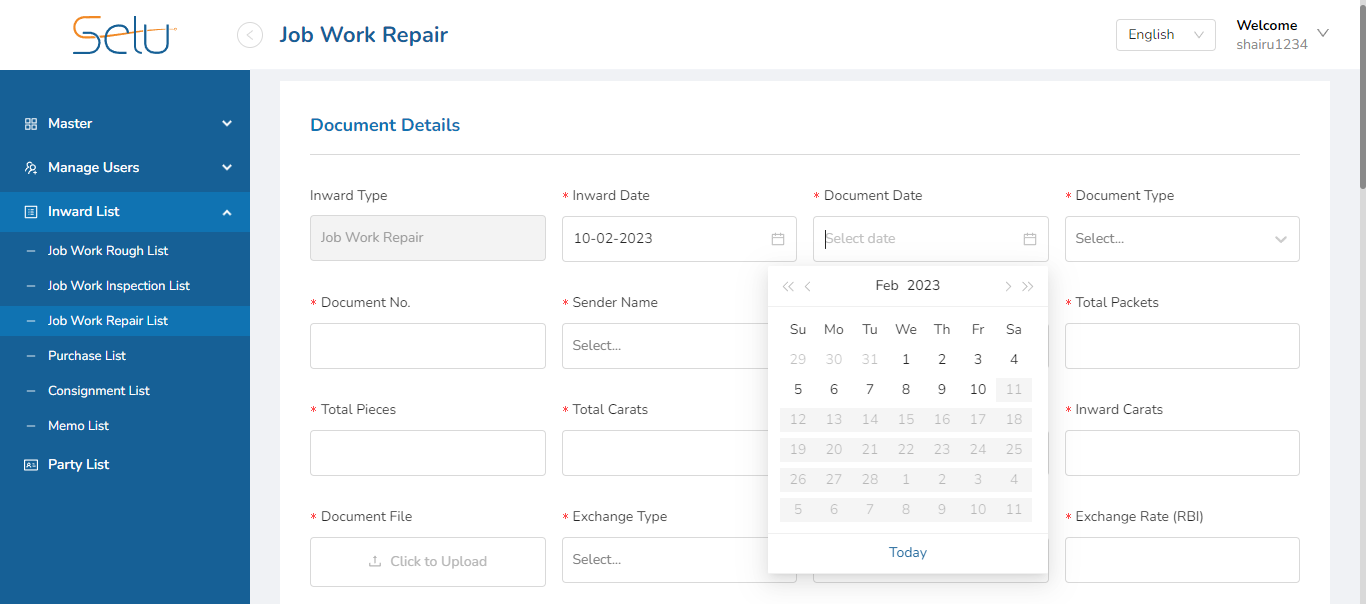 Selu
Job Work Repair
English
Welcome
shairu1234
Master
Manage Users
Inward List
Job Work Rough List
Job Work Inspection List
Job Work Repair List
Purchase List
Consignment List
Memo List
Party List
Document Details
Inward Type
* Inward Date
* Document Date
* Document Type
Job Work Repair
10-02-2023
Select date
Select...
* Document No.
* Sender Name
* Total Packets
Select...
* Total Pieces
* Total Carats
* Inward Carats
* Document File
* Exchange Type
* Exchange Rate (RBI)
Click to Upload
Select...
Feb 2023
Su Mo Tu We Th Fr Sa
29 30 31 1 2 3 4
5 6 7 8 9 10 11
12 13 14 15 16 17 18
19 20 21 22 23 24 25
26 27 28 1 2 3 4
5 6 7 8 9 10 11
Today